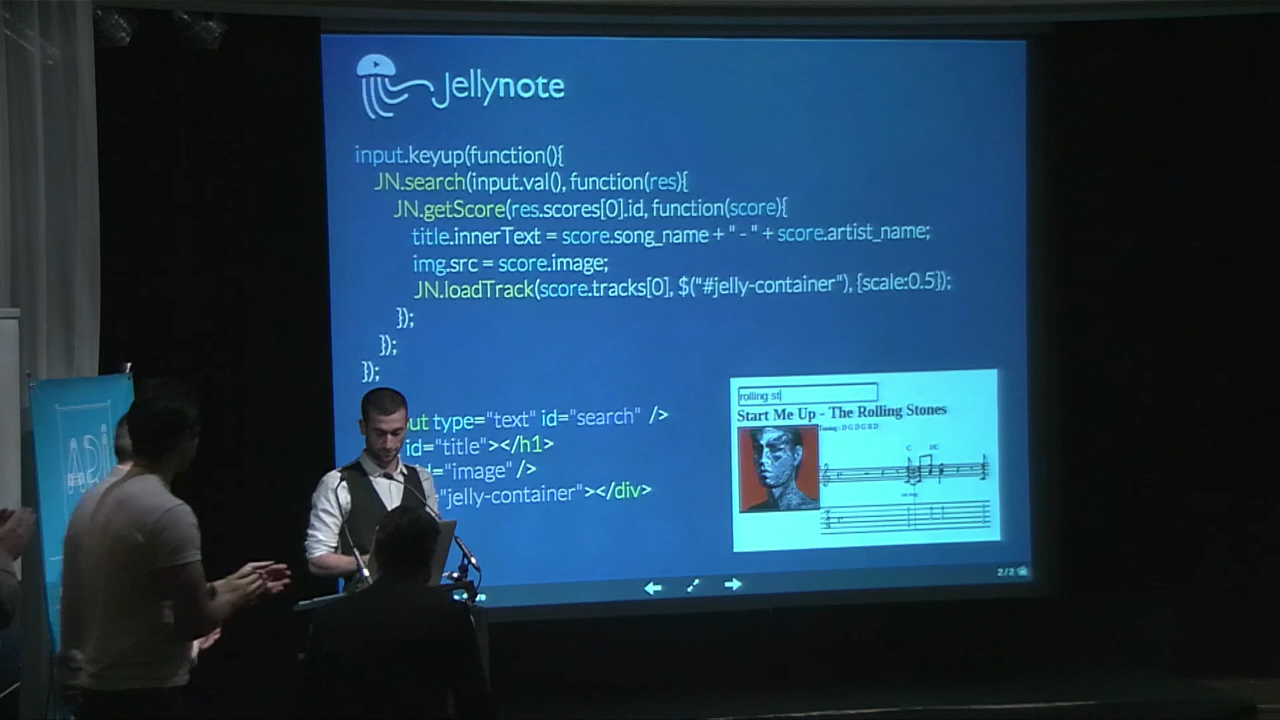 Jellynote
input.keyup(function(){
JN.search(input.val(), function(res){
JN.getScore(res.scores[0].id, function(score){
title.innerText = score.song_name + " - " + score.artist_name;
img.src = score.image;
JN.loadTrack(score.tracks[0], $("#jelly-container"), {scale:0.5});
});
});
});
ut type="text" id="search" />
id="title"></h1>
="image" />
="jelly-container"></div>
rolling st
Start Me Up - The Rolling Stones
Tuning : D G D G B D
2/2